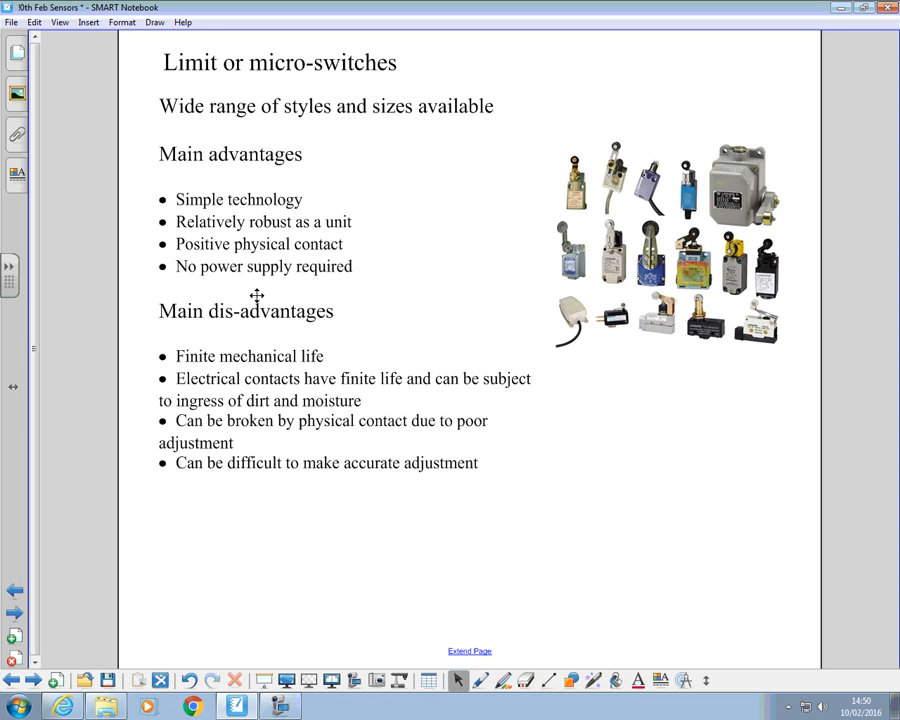 !0th Feb Sensors * - SMART Notebook
File Edit View Insert Format Draw Help
Limit or micro-switches
Wide range of styles and sizes available
Main advantages
• Simple technology
• Relatively robust as a unit
• Positive physical contact
• No power supply required
Main dis-advantages
• Finite mechanical life
• Electrical contacts have finite life and can be subject
to ingress of dirt and moisture
• Can be broken by physical contact due to poor
adjustment
• Can be difficult to make accurate adjustment
Extend Page
14:50
10/02/2016